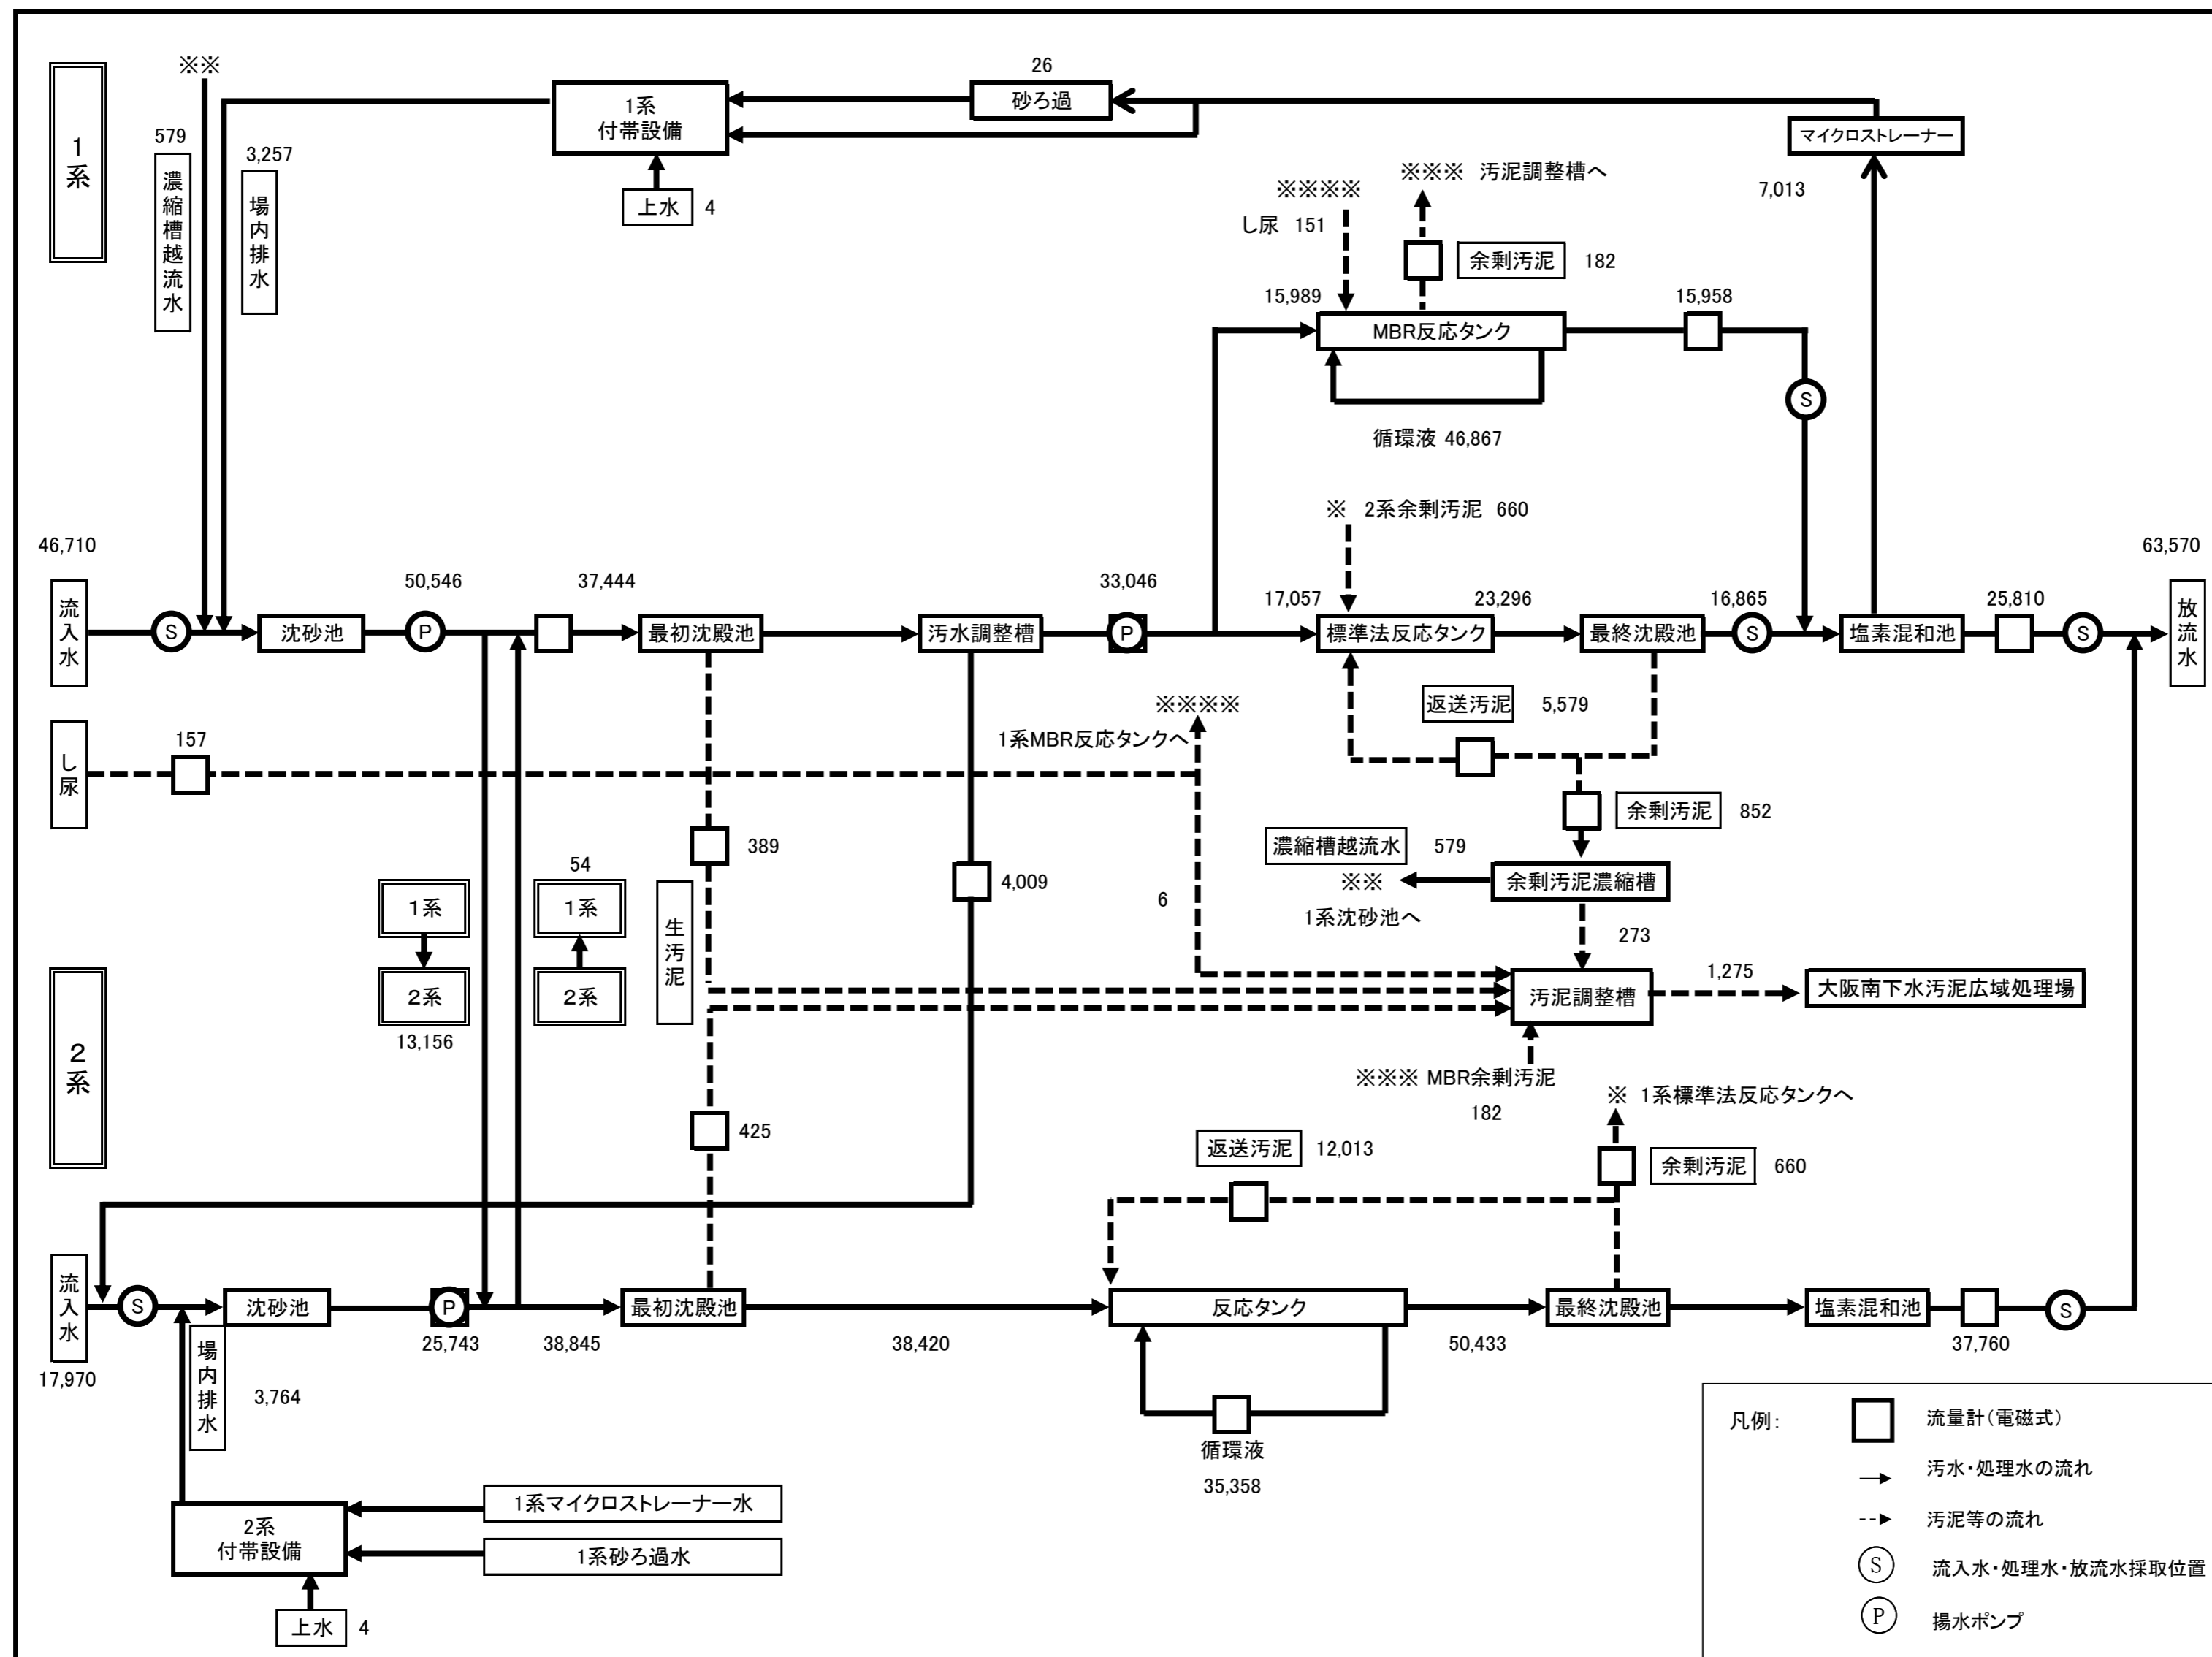 ※※
26
1系
1系
付帯設備
砂ろ過
マイクロストレーナー
579
濃縮槽越流水
3,257
場内排水
上水 4
7,013
※※※ 汚泥調整槽へ
※※※※
し尿 151
余剰汚泥 182
15,989
15,958
MBR反応タンク
S
循環液 46,867
※ 2系余剰汚泥 660
46,710
50,546
37,444
33,046
17,057
23,296
16,865
25,810
63,570
流入水
S
沈砂池
P
最初沈殿池
汚水調整槽
P
標準法反応タンク
最終沈殿池
S
塩素混和池
S
放流水
返送汚泥 5,579
※※※※
1系MBR反応タンクへ
し尿
157
余剰汚泥 852
389
濃縮槽越流水 579
54
4,009
※※
余剰汚泥濃縮槽
1系
1系
生汚泥
6
1系沈砂池へ
273
2系
2系
13,156
汚泥調整槽
1,275
大阪南下水汚泥広域処理場
2系
※※※ MBR余剰汚泥
182
※ 1系標準法反応タンクへ
425
返送汚泥 12,013
余剰汚泥 660
流入水
S
沈砂池
P
最初沈殿池
反応タンク
最終沈殿池
塩素混和池
S
17,970
25,743
38,845
38,420
50,433
37,760
場内排水
3,764
循環液
35,358
2系
付帯設備
1系マイクロストレーナー水
1系砂ろ過水
上水 4
凡例:
流量計(電磁式)
汚水・処理水の流れ
汚泥等の流れ
S 流入水・処理水・放流水採取位置
P 揚水ポンプ